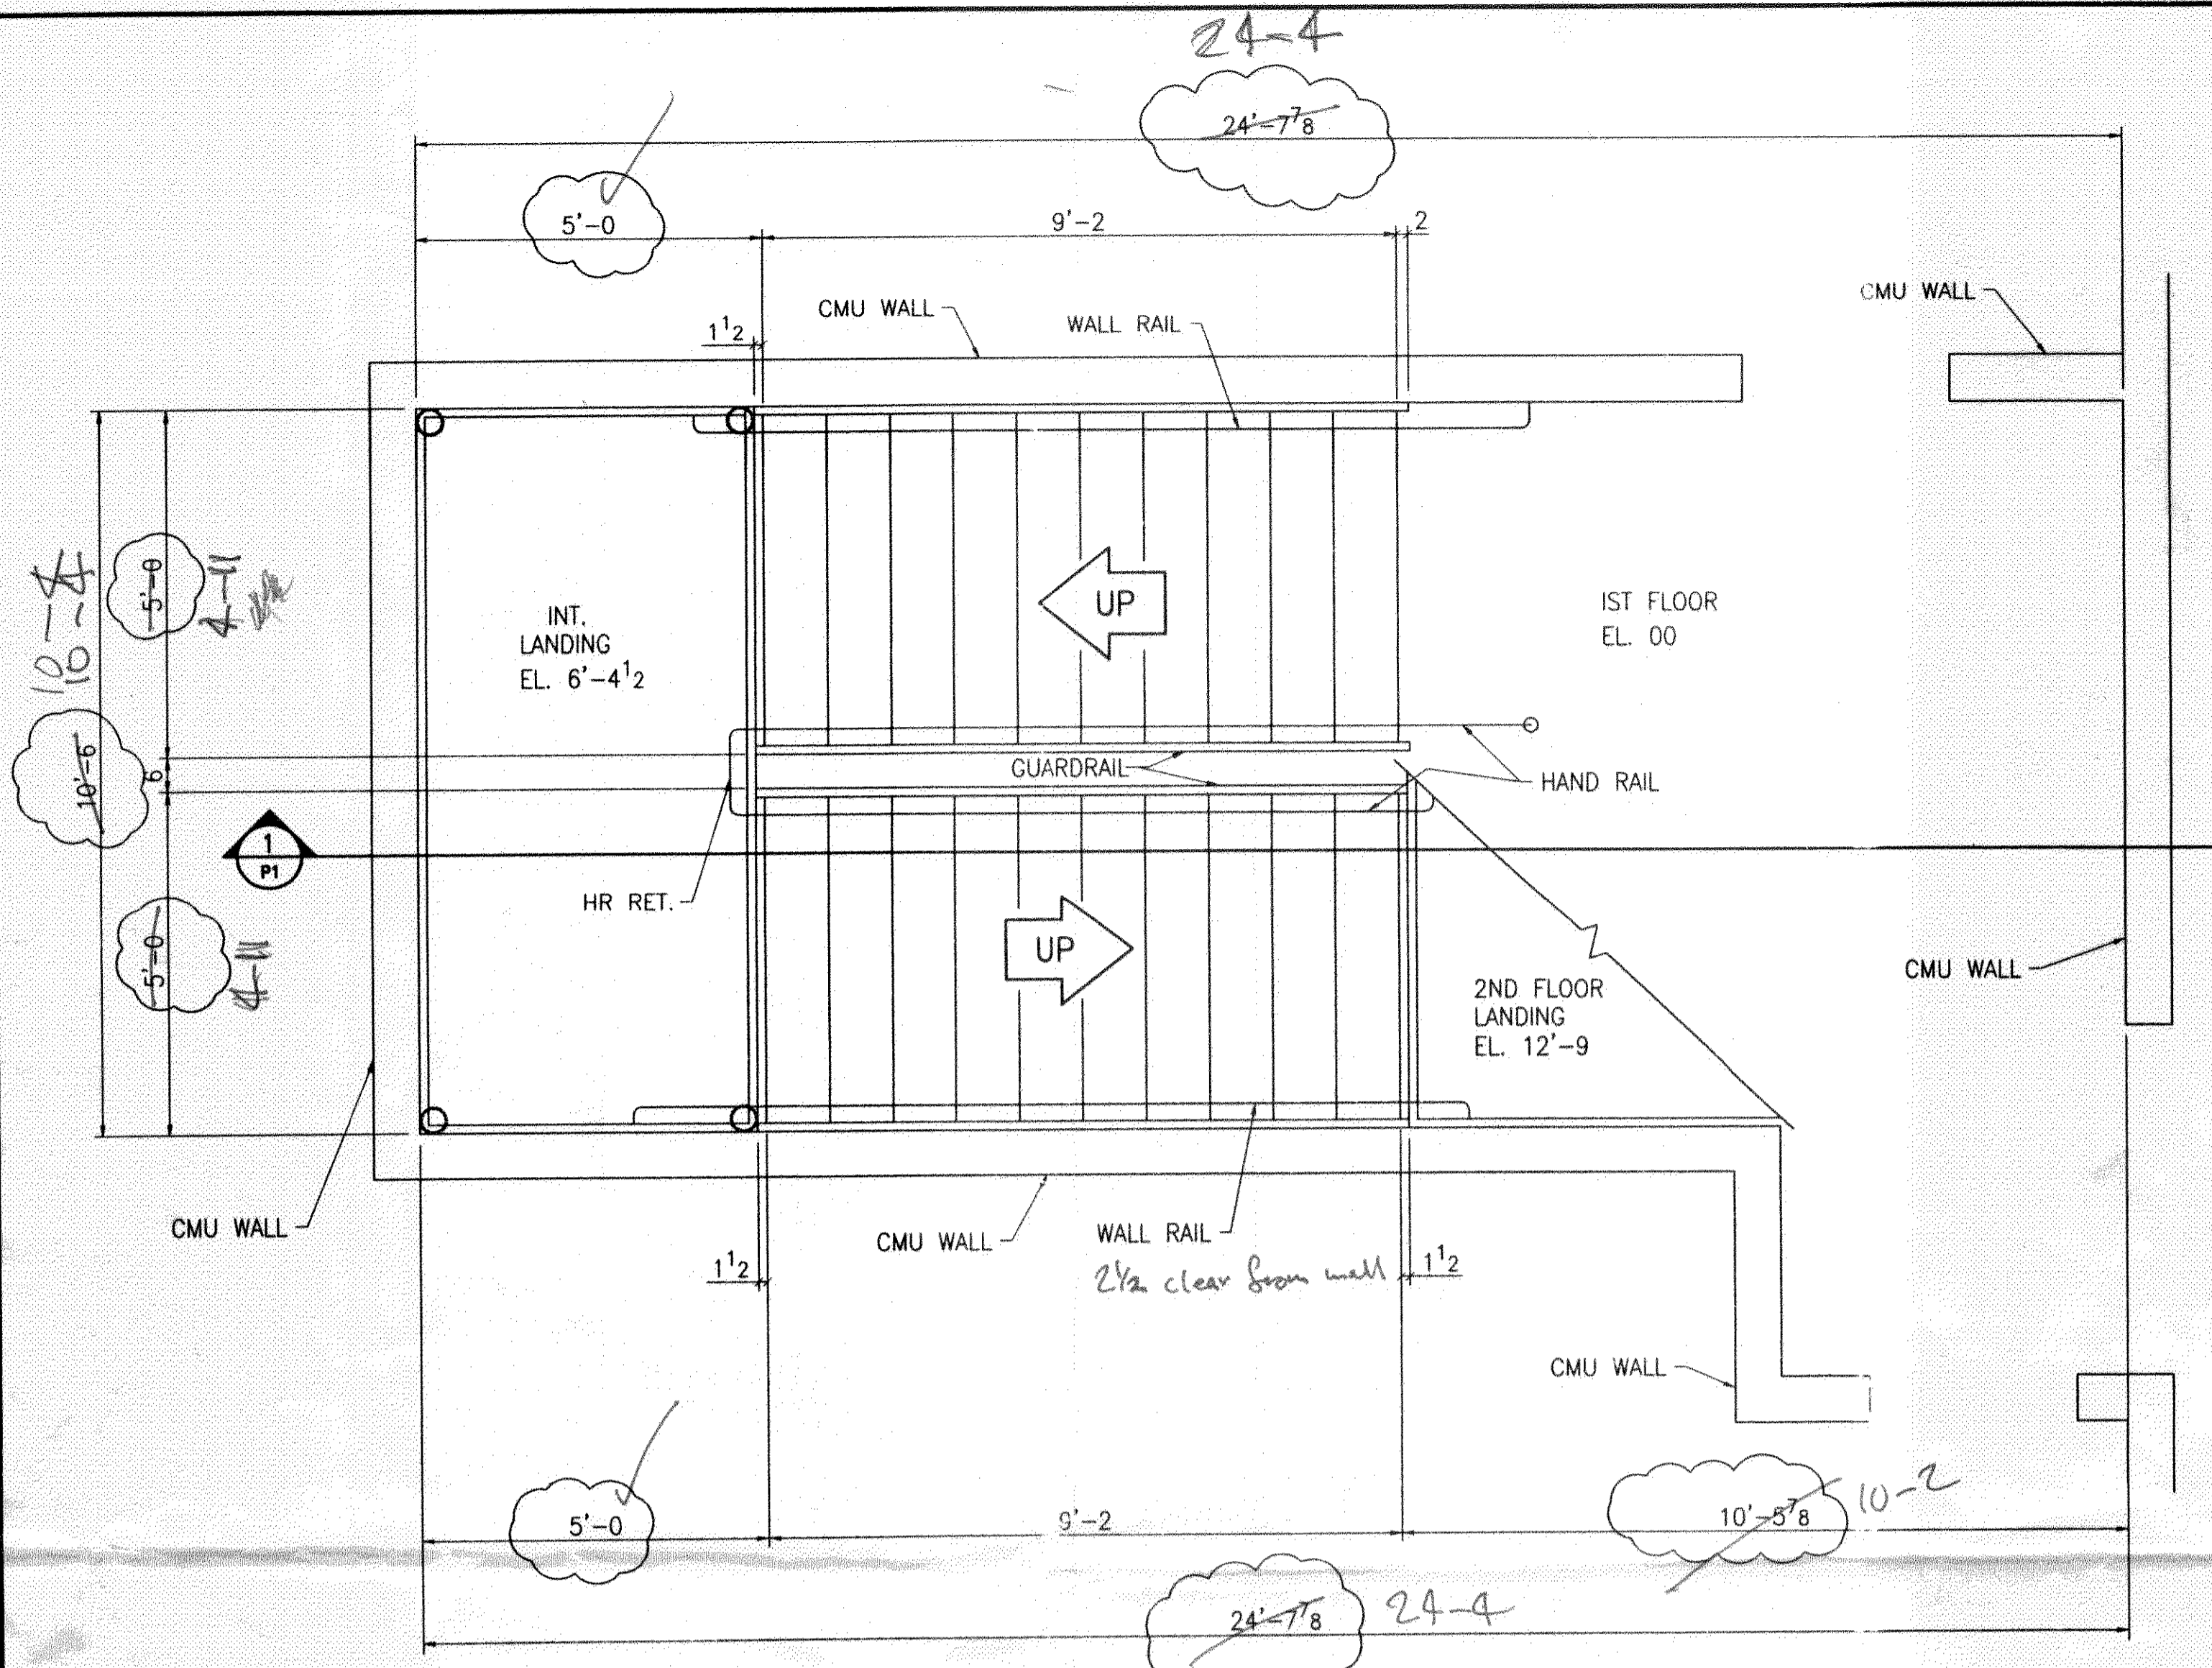 24-4
24'-7⅞
5'-0
9'-2
2
CMU WALL
CMU WALL
WALL RAIL
1½
10-4
10-4
5'-0
4-11
INT.
LANDING
EL. 6'-4½
UP
IST FLOOR
EL. 00
10'-6
6
GUARDRAIL
HAND RAIL
1
P1
HR RET.
5'-0
4-11
UP
2ND FLOOR
LANDING
EL. 12'-9
CMU WALL
CMU WALL
CMU WALL
WALL RAIL
2½ clear from wall
1½
1½
CMU WALL
5'-0
9'-2
10'-5⅞
10-2
24'-7⅞
24-4